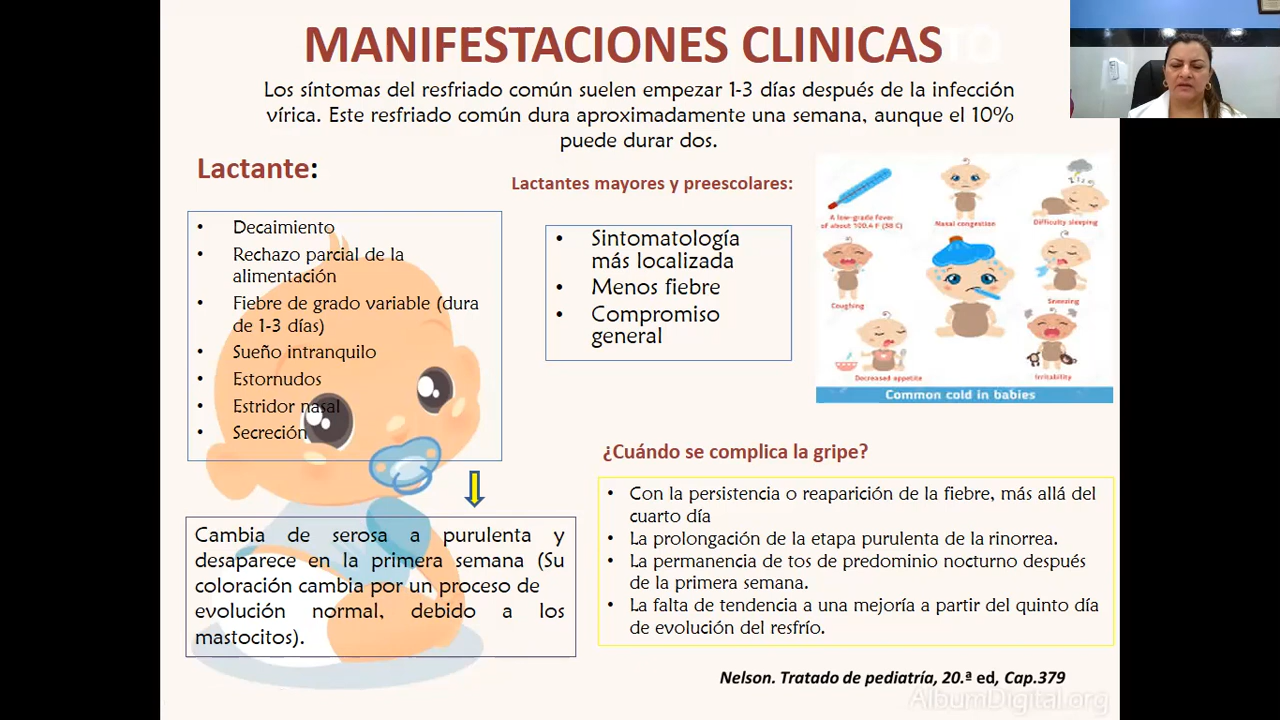 MANIFESTACIONES CLINICAS
Los síntomas del resfriado común suelen empezar 1-3 días después de la infección
vírica. Este resfriado común dura aproximadamente una semana, aunque el 10%
puede durar dos.
Lactante:
• Decaimiento
• Rechazo parcial de la
alimentación
• Fiebre de grado variable (dura
de 1-3 días)
• Sueño intranquilo
• Estornudos
• Estridor nasal
• Secreción
Cambia de serosa a purulenta y
desaparece en la primera semana (Su
coloración cambia por un proceso de
evolución normal, debido a los
mastocitos).
Lactantes mayores y preescolares:
• Sintomatología
más localizada
• Menos fiebre
• Compromiso
general
A low-grade fever
of about 100.4 F (38 C)
Nasal congestion
Difficulty sleeping
Coughing
Sneezing
Decreased appetite
Irritability
Common cold in babies
¿Cuándo se complica la gripe?
• Con la persistencia o reaparición de la fiebre, más allá del
cuarto día
• La prolongación de la etapa purulenta de la rinorrea.
• La permanencia de tos de predominio nocturno después
de la primera semana.
• La falta de tendencia a una mejoría a partir del quinto día
de evolución del resfrío.
Nelson. Tratado de pediatría, 20.ª ed, Cap.379
AlbumDigital.org